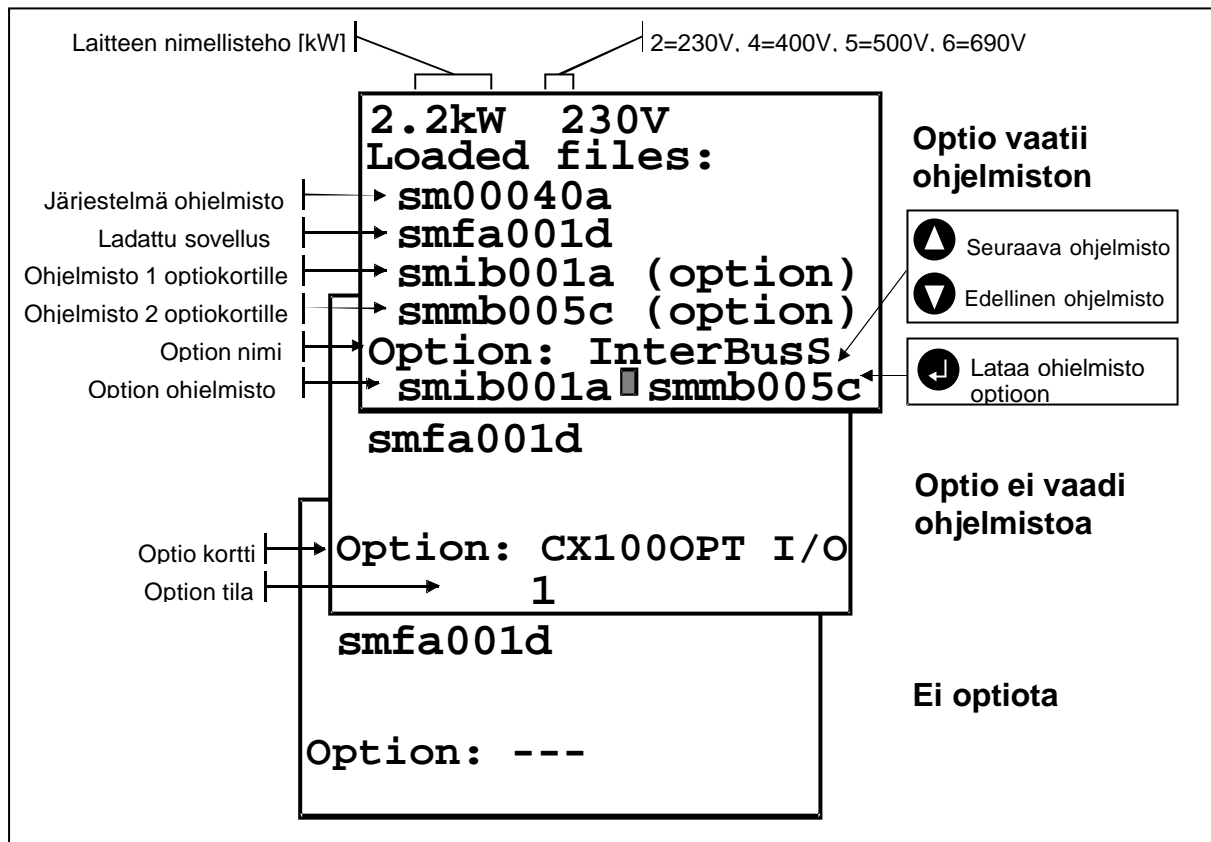 Laitteen nimellisteho [kW]
2=230V, 4=400V, 5=500V, 6=690V
2.2kW 230V
Loaded files:
Järjestelmä ohjelmisto
sm00040a
Ladattu sovellus
smfa001d
Ohjelmisto 1 optiokortille
smib001a (option)
Ohjelmisto 2 optiokortille
smmb005c (option)
Option nimi
Option: InterBusS
Option ohjelmisto
smib001a smmb005c
Optio vaatii
ohjelmiston
Seuraava ohjelmisto
Edellinen ohjelmisto
Lataa ohjelmisto
optioon
smfa001d
Optio ei vaadi
ohjelmistoa
Optio kortti
Option: CX100OPT I/O
Option tila
1
smfa001d
Ei optiota
Option: ---